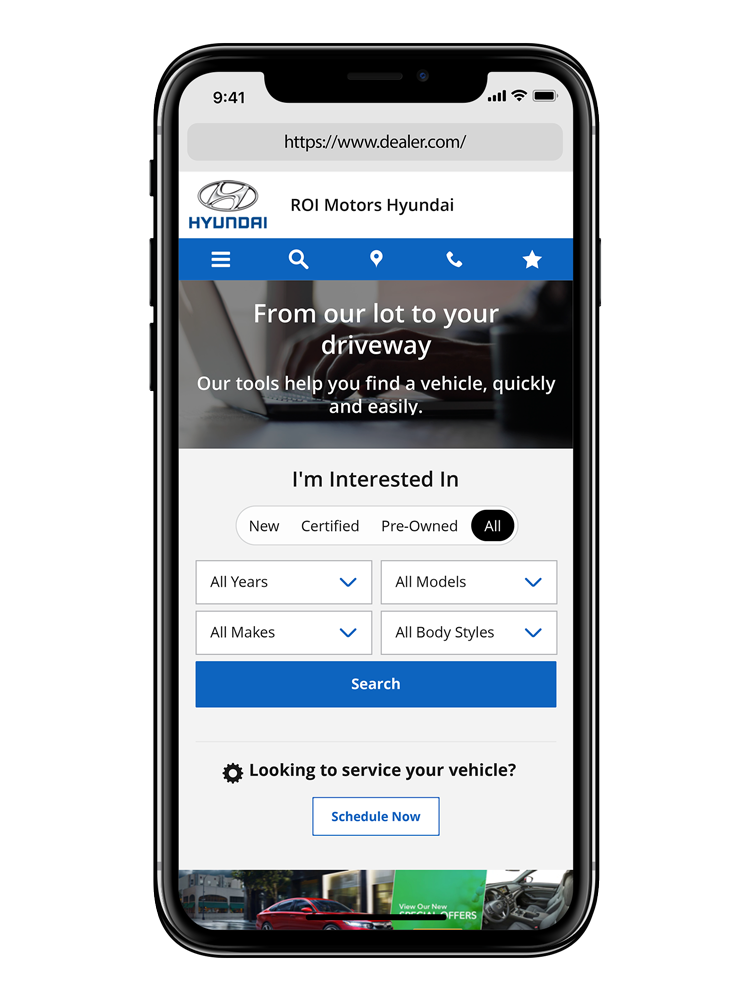 9:41
https://www.dealer.com/
HYUNDAI
ROI Motors Hyundai
From our lot to your
driveway
Our tools help you find a vehicle, quickly
and easily.
I'm Interested In
New Certified Pre-Owned All
All Years All Models
All Makes All Body Styles
Search
Looking to service your vehicle?
Schedule Now
View Our New
SPECIAL OFFERS